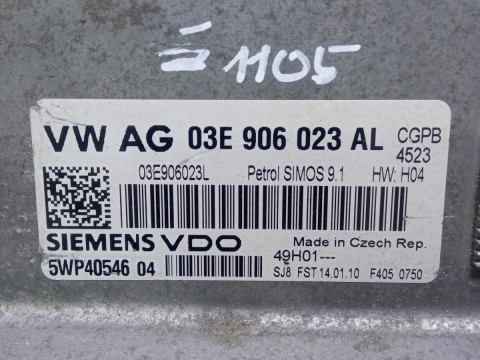 1105
VW AG 03E 906 023 AL CGPB
4523
03E906023L Petrol SIMOS 9.1 HW: H04
SIEMENS VDO Made in Czech Rep.
49H01---
5WP40546 04 SJ8 FST 14.01.10 F405 0750